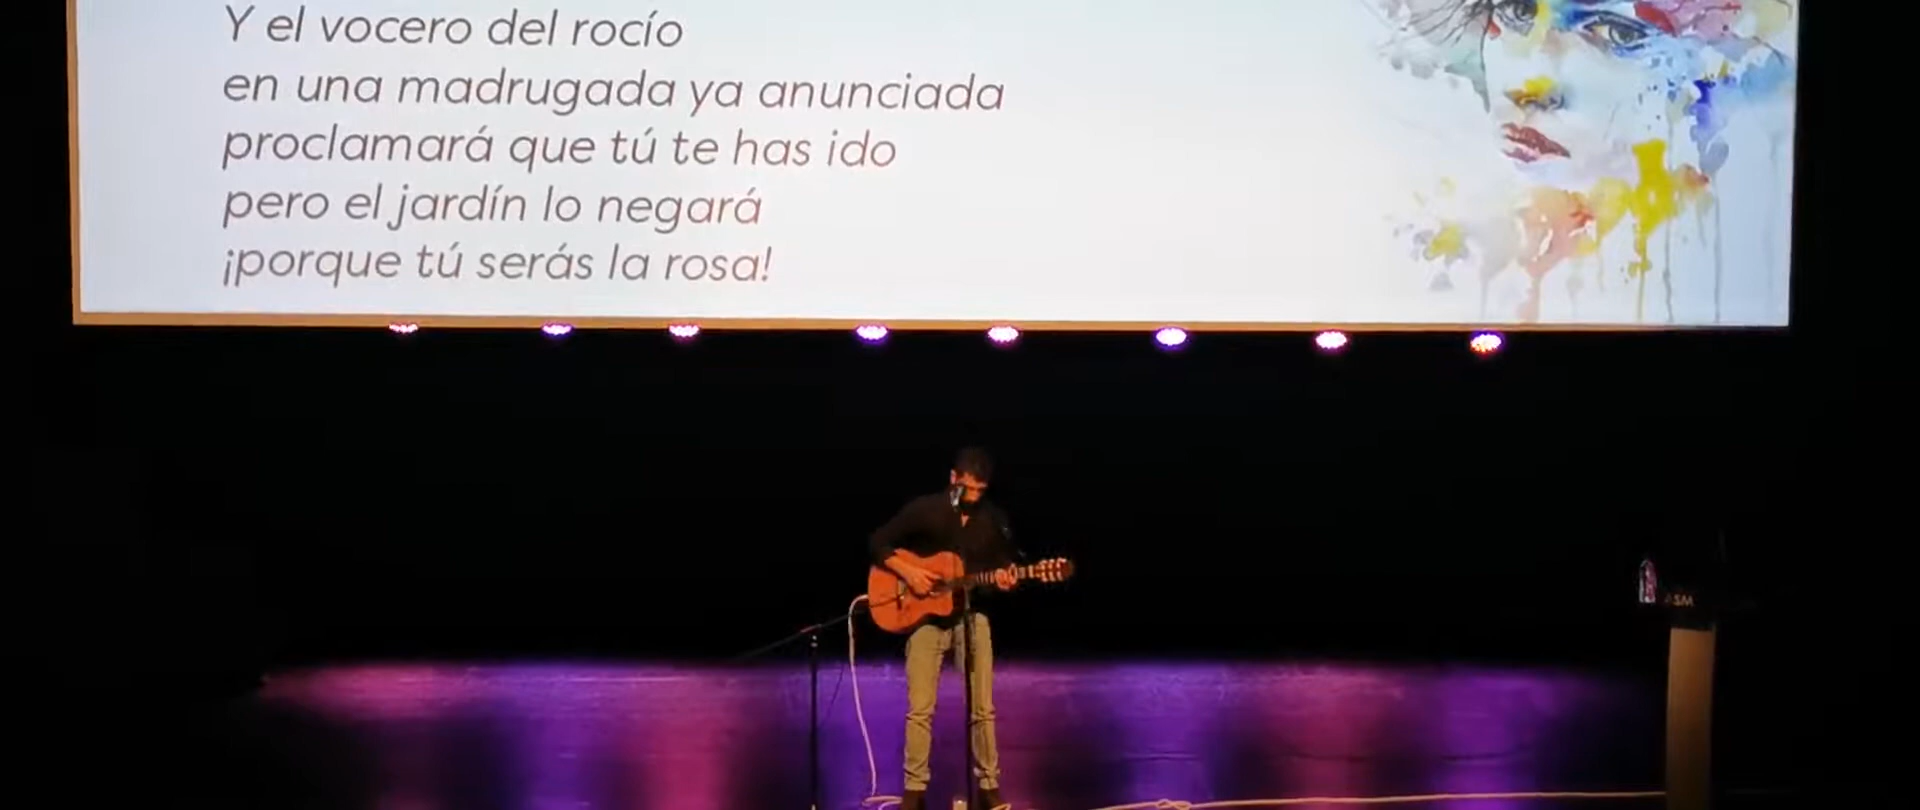 Y el vocero del rocío
en una madrugada ya anunciada
proclamará que tú te has ido
pero el jardín lo negará
¡porque tú serás la rosa!
ASM